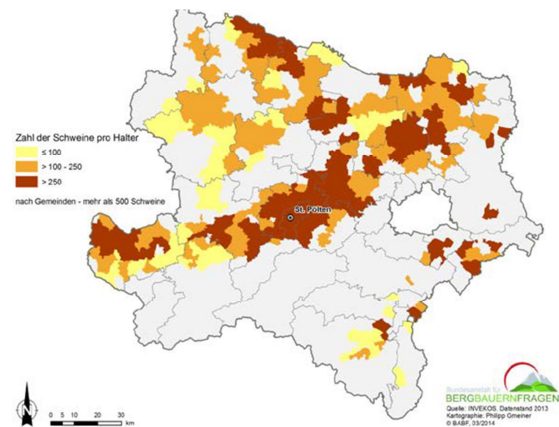 Zahl der Schweine pro Halter
≤ 100
> 100 - 250
> 250
nach Gemeinden - mehr als 500 Schweine
St. Pölten
N
0 5 10 20 30
km
Bundesanstalt für
BERGBAUERNFRAGEN
Quelle: INVEKOS, Datenstand 2013
Kartographie: Philipp Gmeiner
© BABF, 03/2014